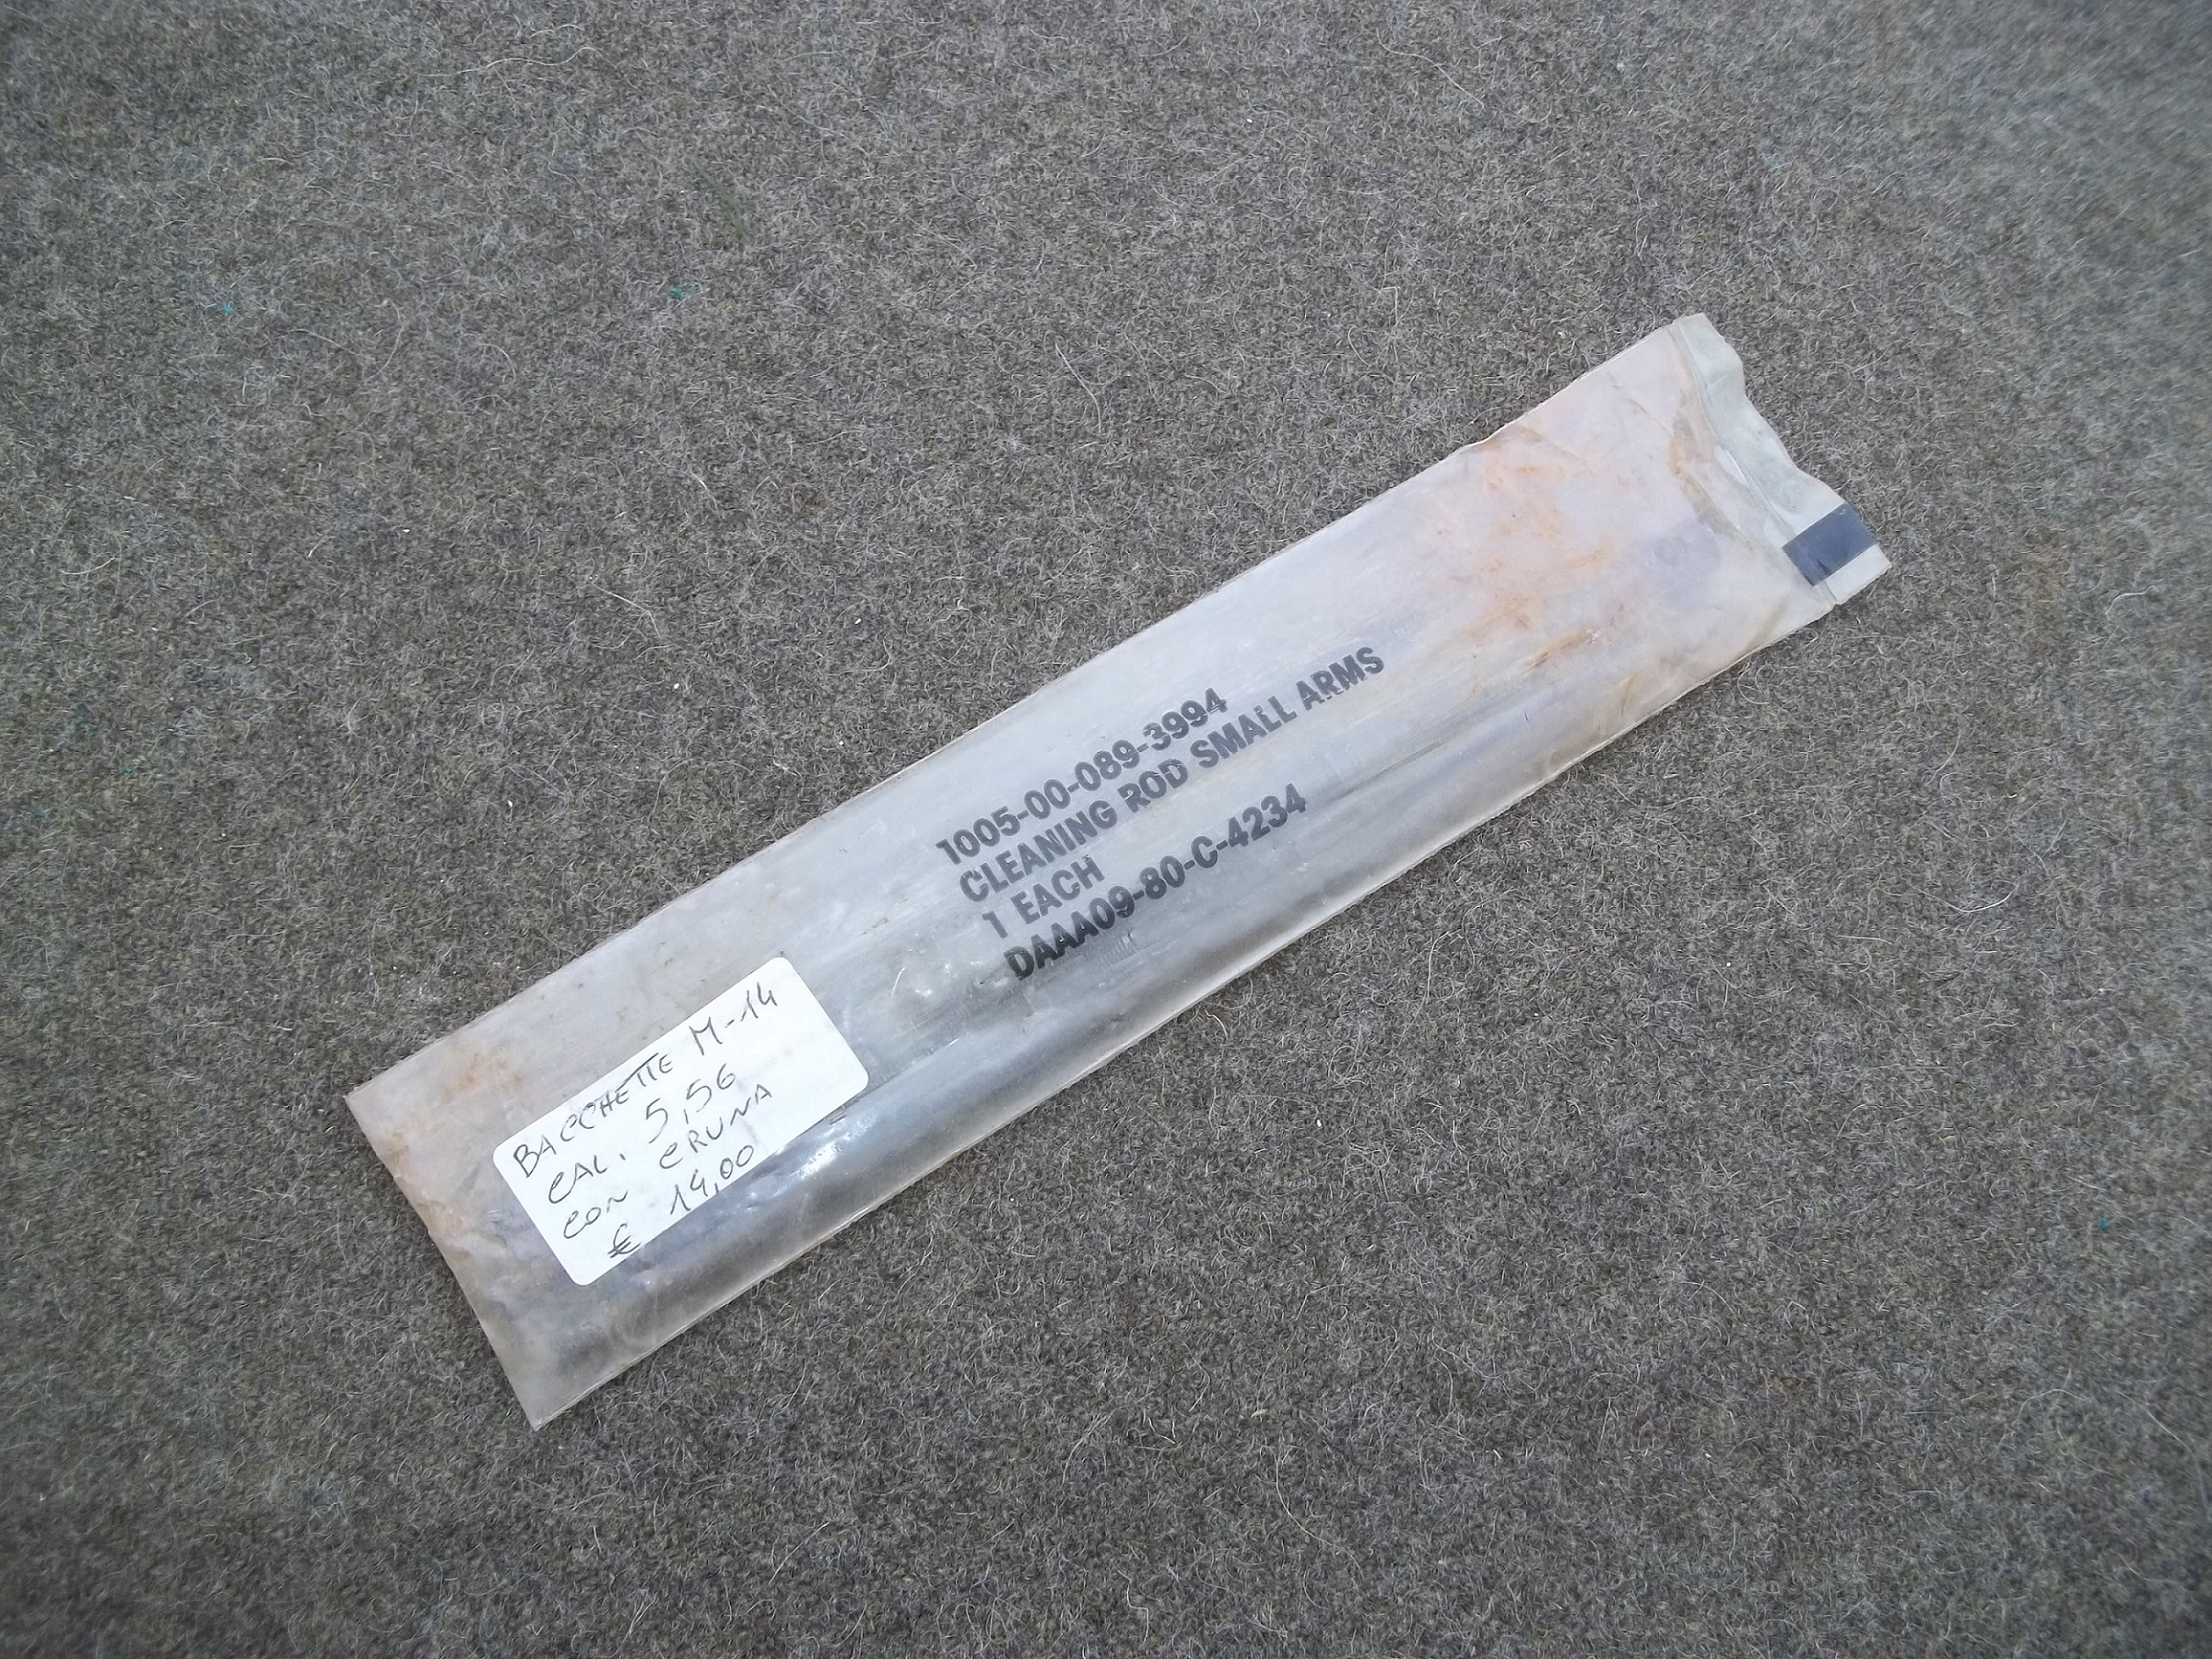 1005-00-089-3994
CLEANING ROD SMALL ARMS
1 EACH
DAAA09-80-C-4234
BACCHETTE M-14
CAL. 5,56
CON CRUNA
€ 14,00